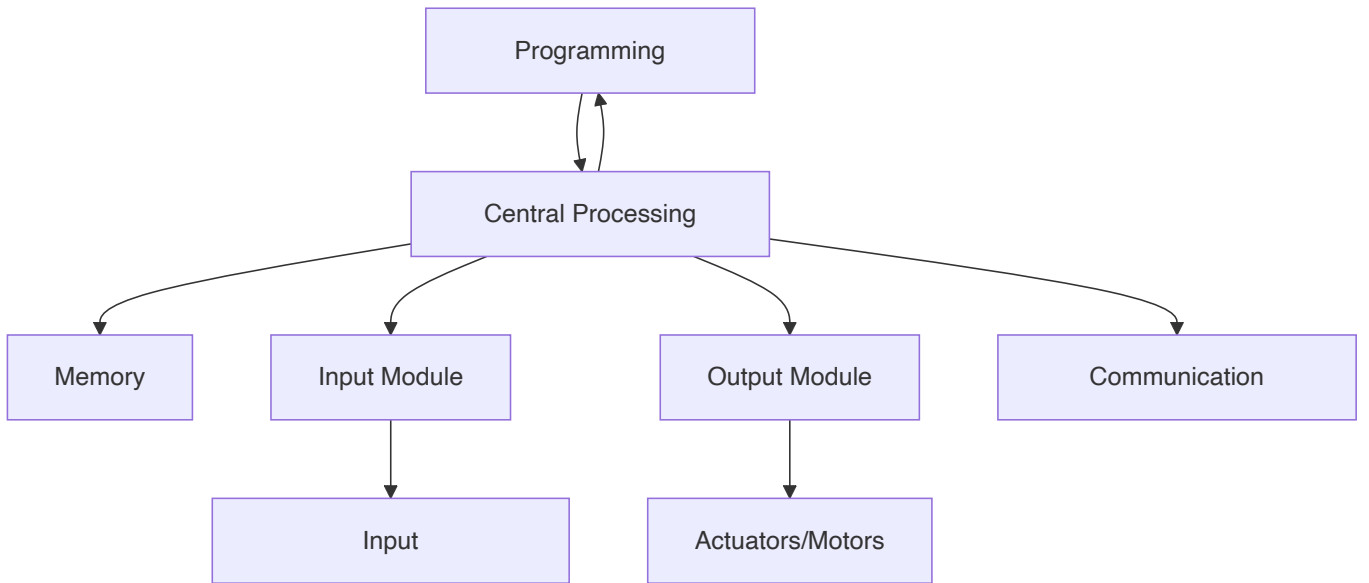 Programming
Central Processing
Memory
Input Module
Output Module
Communication
Input
Actuators/Motors